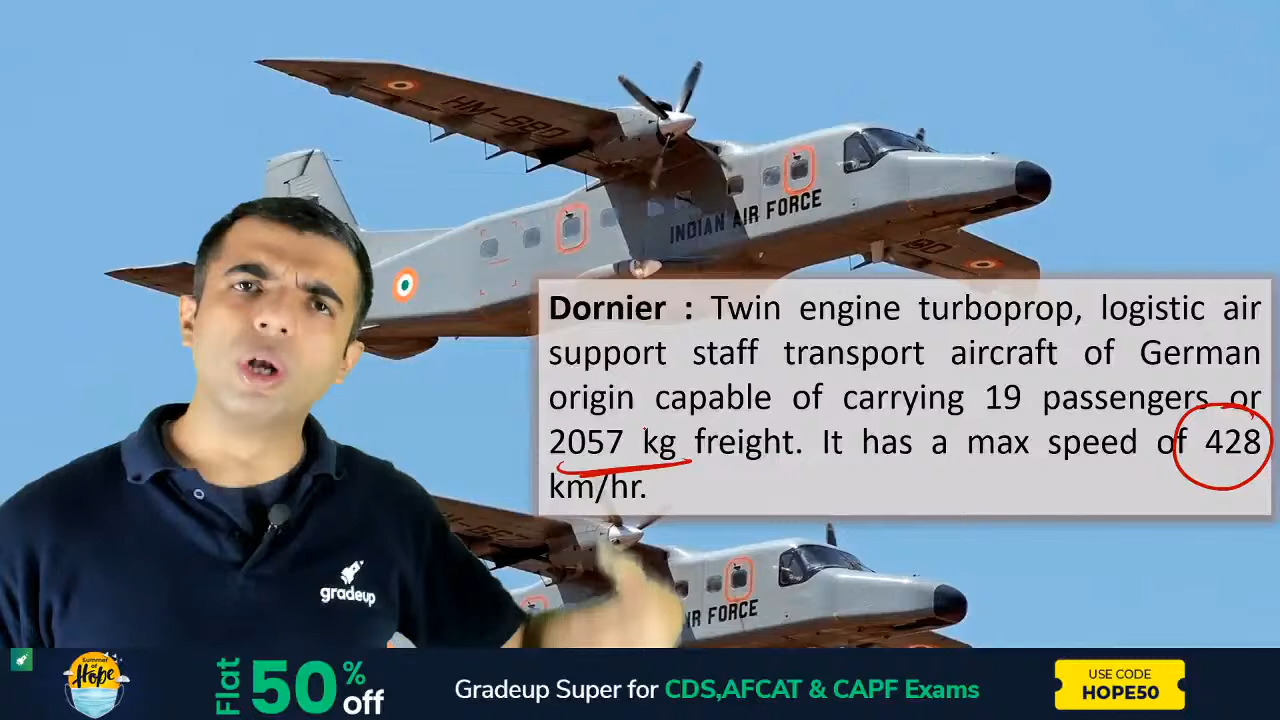 HM-680
INDIAN AIR FORCE
Dornier : Twin engine turboprop, logistic air
support staff transport aircraft of German
origin capable of carrying 19 passengers or
2057 kg freight. It has a max speed of 428
km/hr.
gradeup
IR FORCE
Summer
of
Hope
Flat
50%
off
Gradeup Super for CDS,AFCAT & CAPF Exams
USE CODE
HOPE50